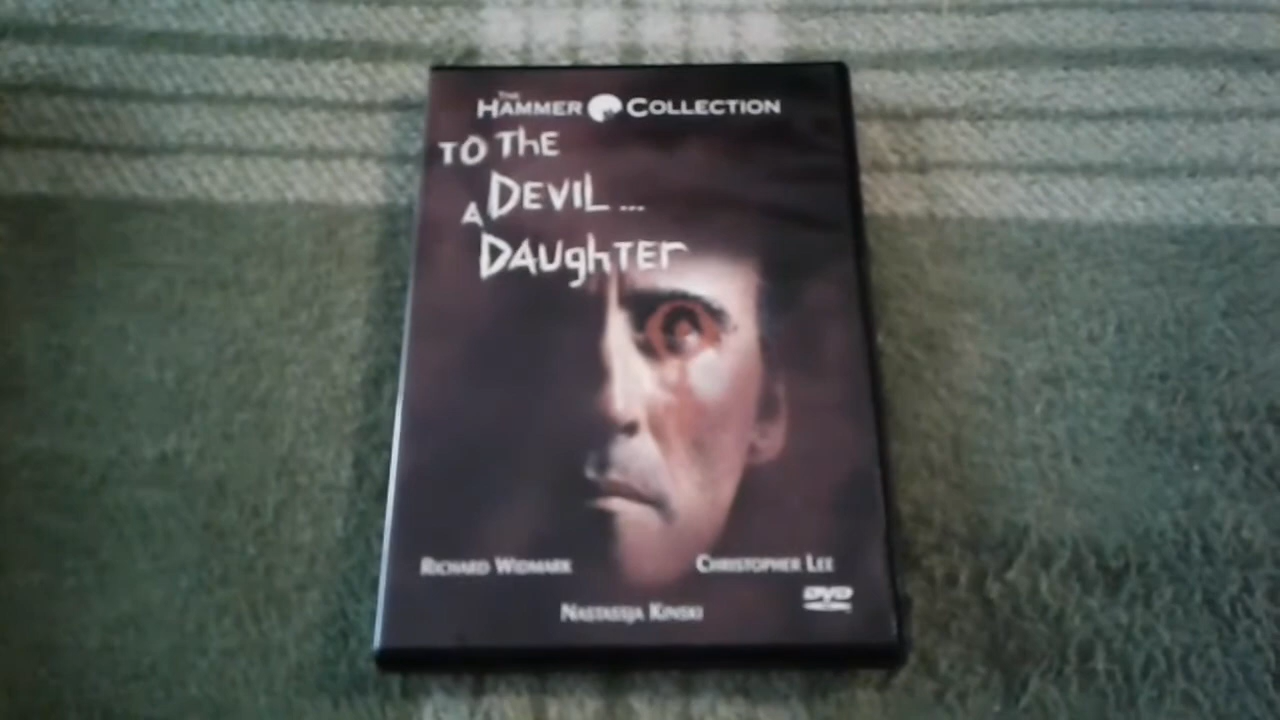 THE
HAMMER COLLECTION
TO THE
DEVIL...
A
DAUGHTER
RICHARD WIDMARK
CHRISTOPHER LEE
DVD
NASTASSJA KINSKI